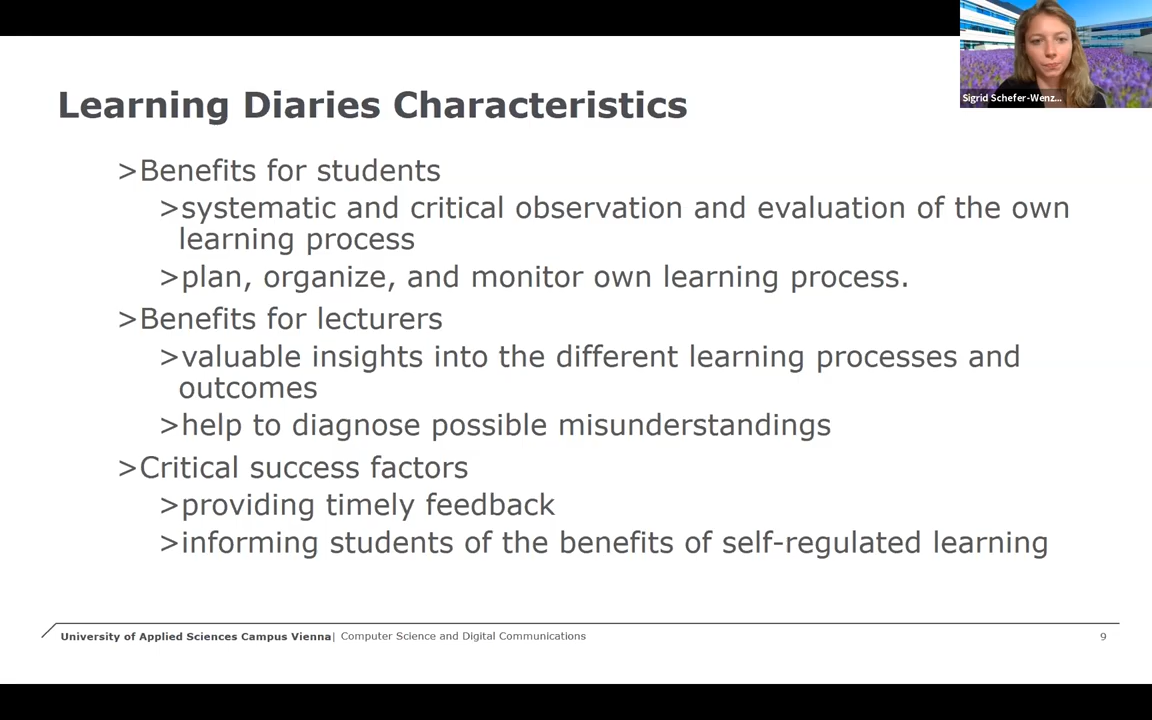 Sigrid Schefer-Wenz...
Learning Diaries Characteristics
>Benefits for students
>systematic and critical observation and evaluation of the own
learning process
>plan, organize, and monitor own learning process.
>Benefits for lecturers
>valuable insights into the different learning processes and
outcomes
>help to diagnose possible misunderstandings
>Critical success factors
>providing timely feedback
>informing students of the benefits of self-regulated learning
University of Applied Sciences Campus Vienna| Computer Science and Digital Communications
9